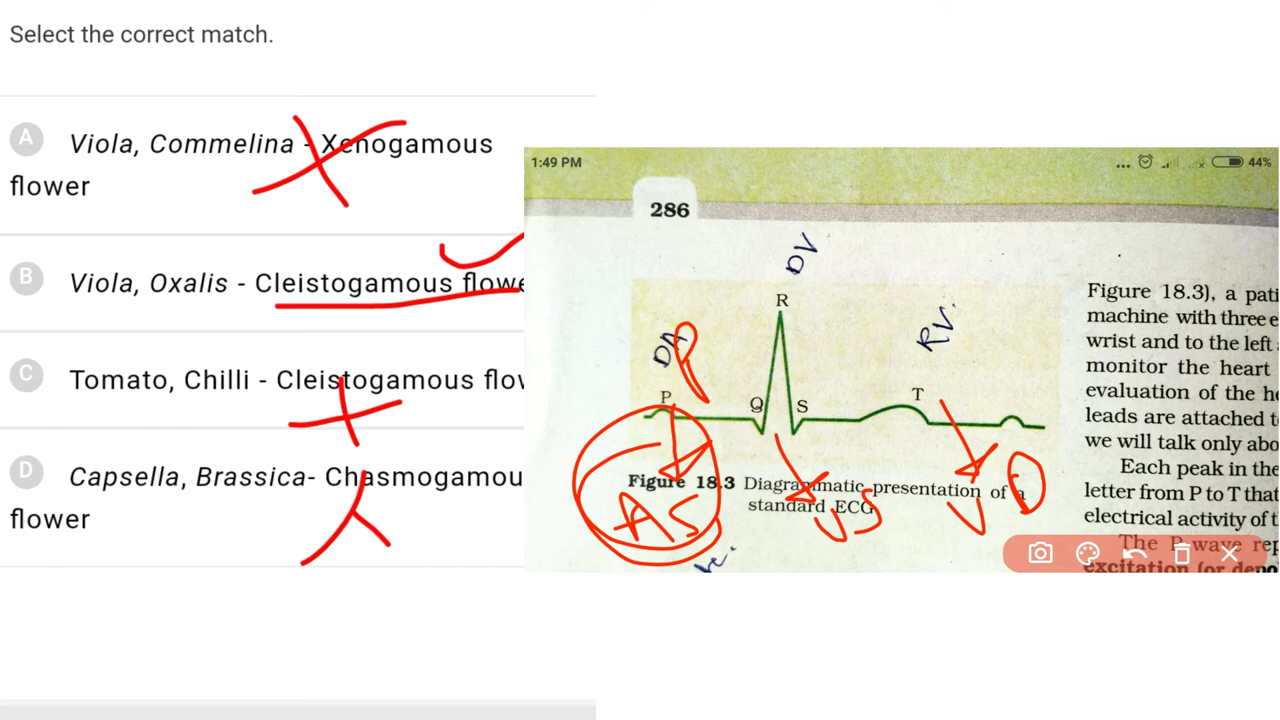 Select the correct match.
A Viola, Commelina - Xenogamous
flower
B Viola, Oxalis - Cleistogamous flowe
C Tomato, Chilli - Cleistogamous flov
D Capsella, Brassica- Chasmogamou
flower
1:49 PM
44%
286
DV
R
RV.
DA
P
Q
S
T
AS
VS
VD
Figure 18.3 Diagrammatic presentation of a
standard ECG
Figure 18.3), a pati
machine with three e
wrist and to the left
monitor the heart
evaluation of the he
leads are attached to
we will talk only abo
Each peak in the
letter from P to T that
electrical activity of t
The P-wave rep
excitation (or depo